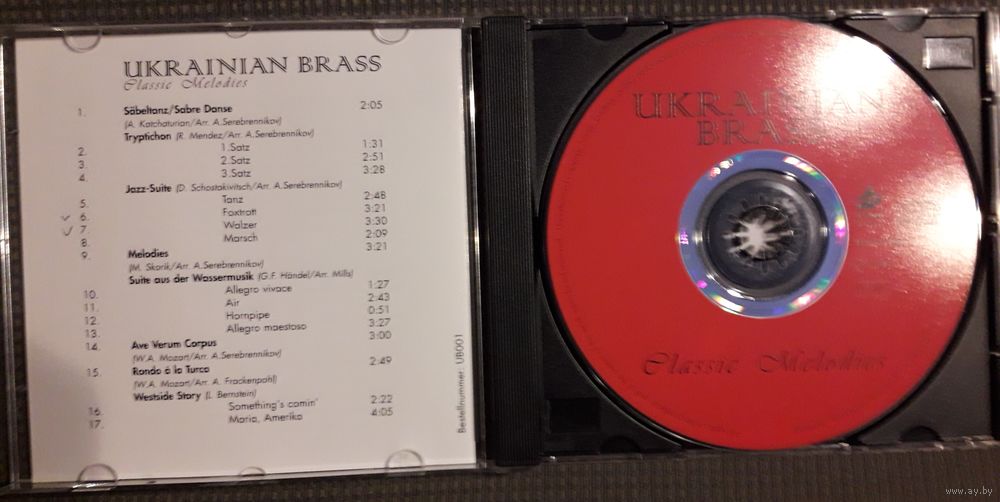 UKRAINIAN BRASS
Classic Melodies
1. Säbeltanz/Sabre Danse 2:05
(A. Katchaturian/Arr. A.Serebrennikov)
Tryptichon (R. Mendez/Arr. A.Serebrennikov)
2. 1.Satz 1:31
3. 2.Satz 2:51
4. 3.Satz 3:28
Jazz-Suite (D. Schostakivitsch/Arr. A.Serebrennikov)
5. Tanz 2:48
6. Foxtrott 3:21
7. Walzer 3:30
8. Marsch 2:09
9. Melodies 3:21
(M. Skorik/Arr. A.Serebrennikov)
Suite aus der Wassermusik (G.F. Händel/Arr. Mills)
10. Allegro vivace 1:27
11. Air 2:43
12. Hornpipe 0:51
13. Allegro maestoso 3:27
14. Ave Verum Corpus 3:00
(W.A. Mozart/Arr. A.Serebrennikov)
15. Rondo á la Turca 2:49
(W.A. Mozart/Arr. A. Frackenpohl)
Westside Story (L. Bernstein)
16. Something's comin' 2:22
17. Maria, Amerika 4:05
Bestellnummer: UB001
UKRAINIAN
BRASS
Classic Melodies
www.ay.by